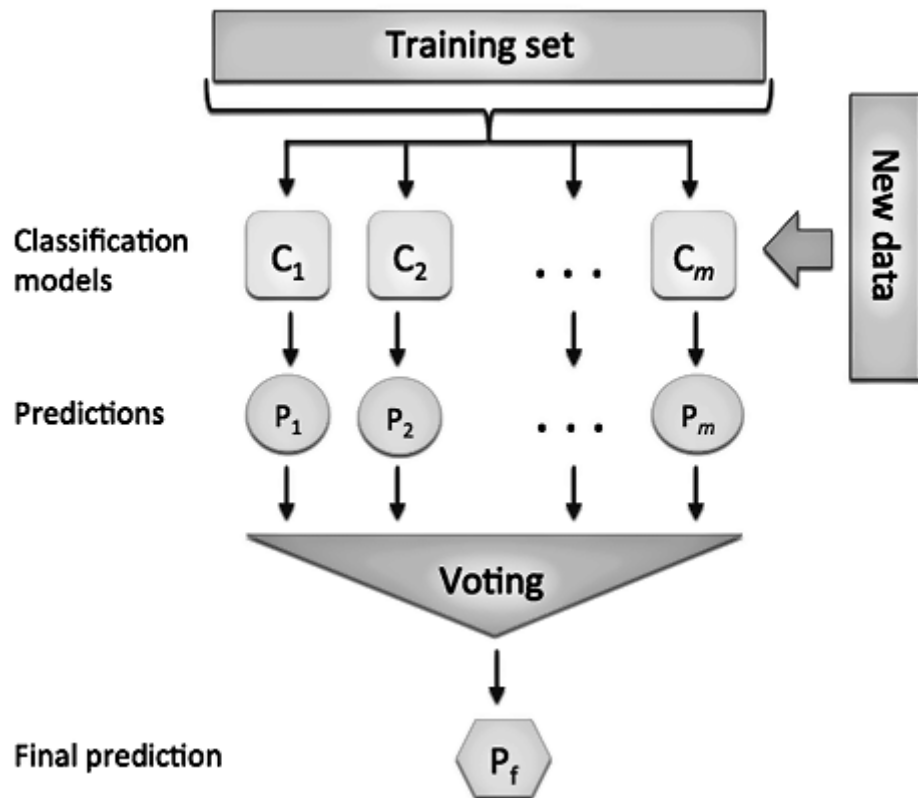 Training set
New data
Classification
models
C1 C2 . . . Cm
Predictions
P1 P2 . . . Pm
Voting
Final prediction
Pf